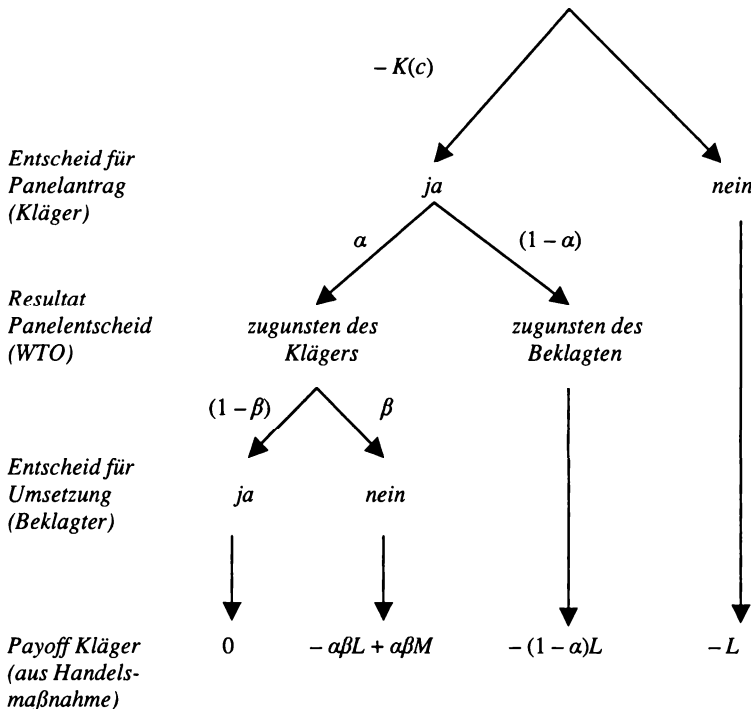 – K(c)
Entscheid für
Panelantrag
(Kläger)
ja
nein
α
(1 – α)
Resultat
Panelentscheid
(WTO)
zugunsten des
Klägers
zugunsten des
Beklagten
(1 – β)
β
Entscheid für
Umsetzung
(Beklagter)
ja
nein
Payoff Kläger
(aus Handels-
maßnahme)
0
– αβL + αβM
– (1 – α)L
– L